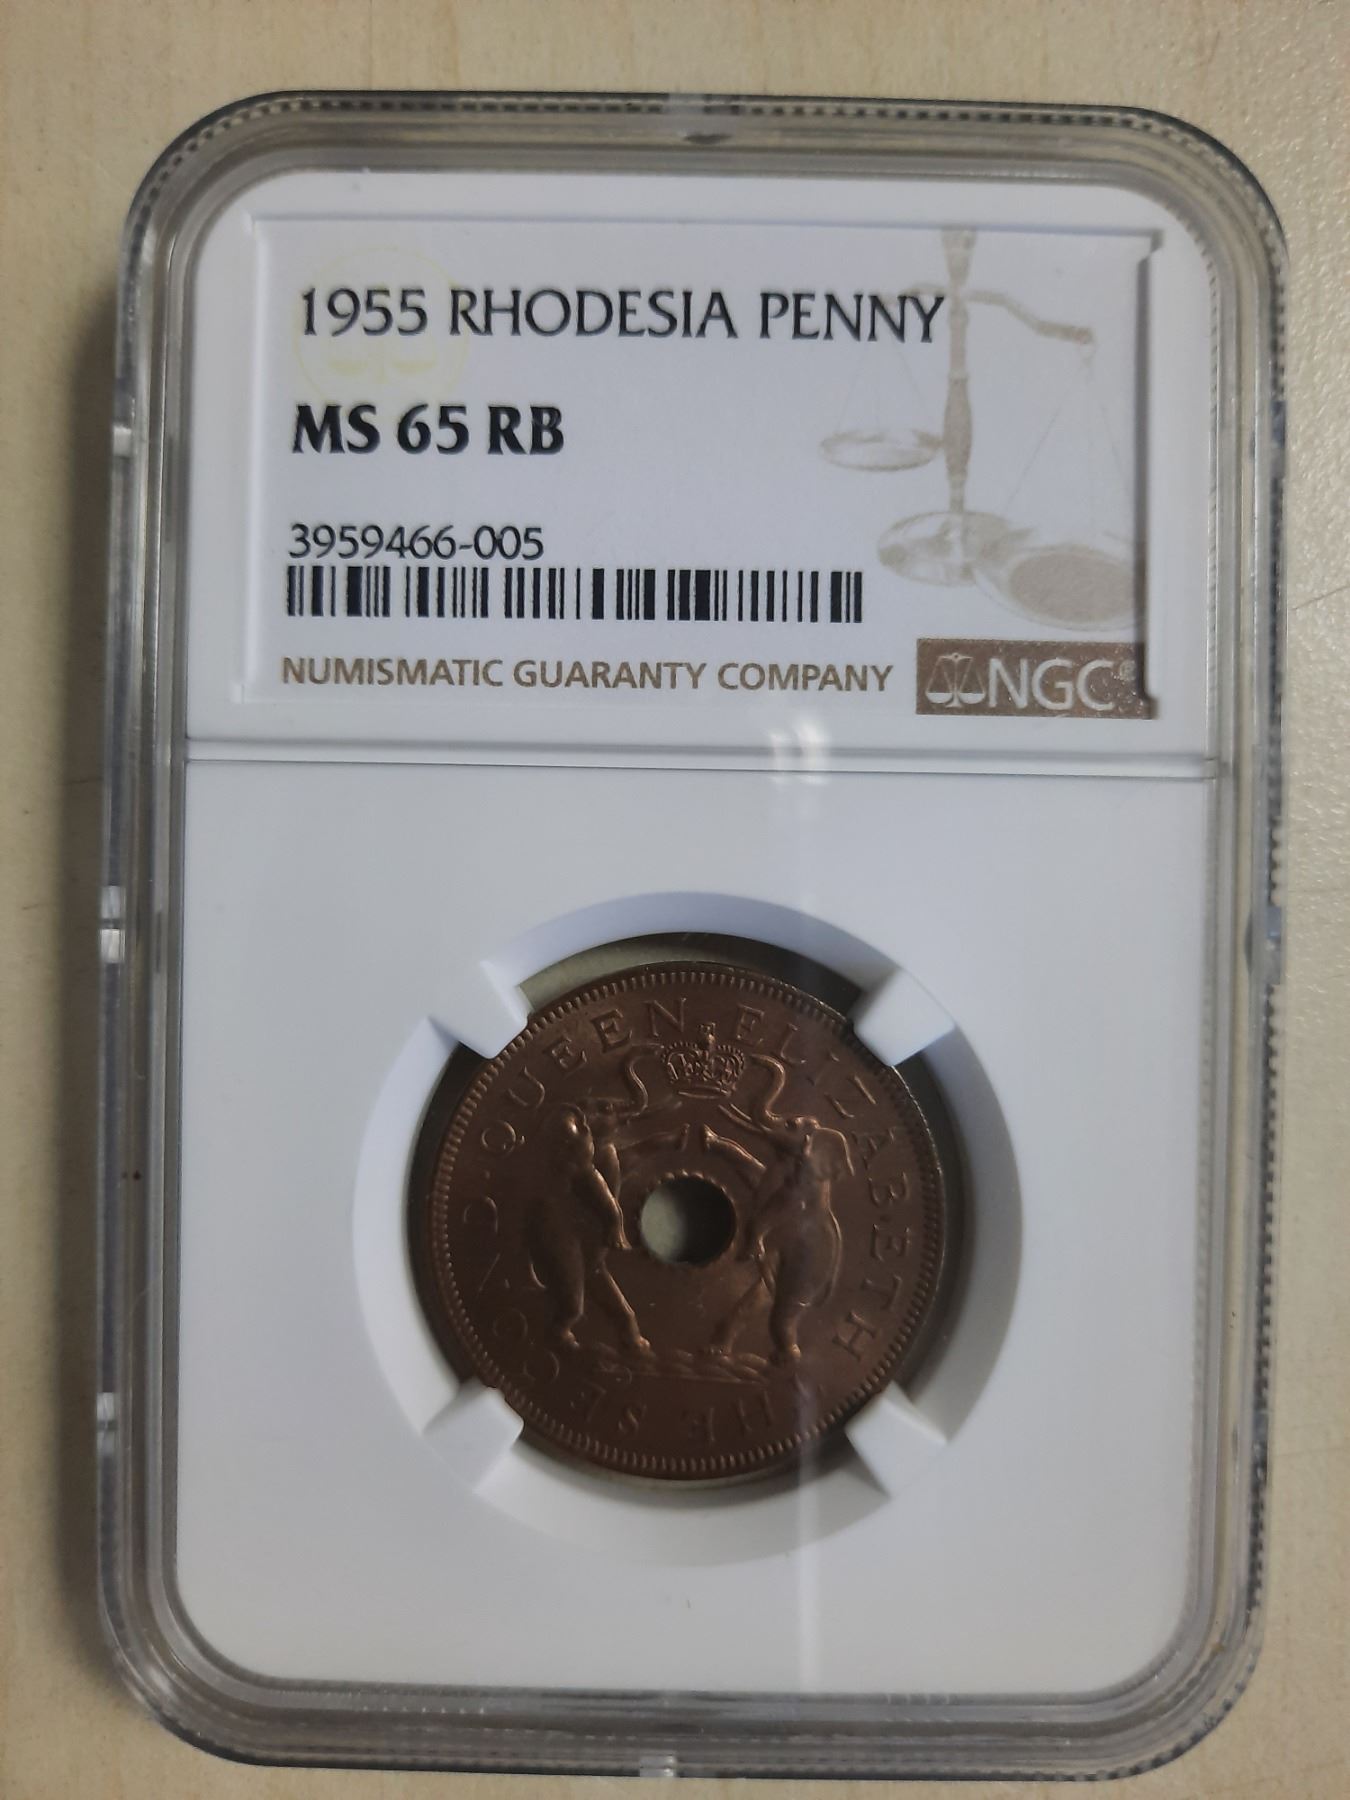 1955 RHODESIA PENNY
MS 65 RB
3959466-005
NUMISMATIC GUARANTY COMPANY
NGC®
QUEEN ELIZABETH THE SECOND